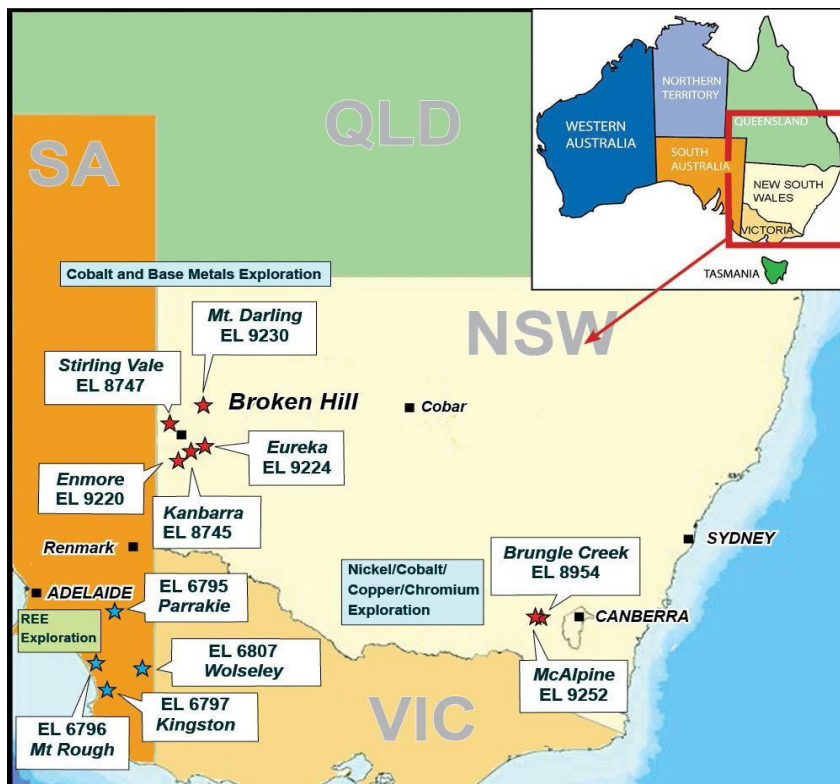 SA
QLD
NSW
VIC
WESTERN
AUSTRALIA
NORTHERN
TERRITORY
QUEENSLAND
SOUTH
AUSTRALIA
NEW SOUTH
WALES
VICTORIA
TASMANIA
Cobalt and Base Metals Exploration
Mt. Darling
EL 9230
Stirling Vale
EL 8747
Broken Hill
Cobar
Eureka
EL 9224
Enmore
EL 9220
Kanbarra
EL 8745
Renmark
ADELAIDE
REE
Exploration
EL 6795
Parrakie
EL 6807
Wolseley
EL 6797
Kingston
EL 6796
Mt Rough
Nickel/Cobalt/
Copper/Chromium
Exploration
Brungle Creek
EL 8954
SYDNEY
CANBERRA
McAlpine
EL 9252